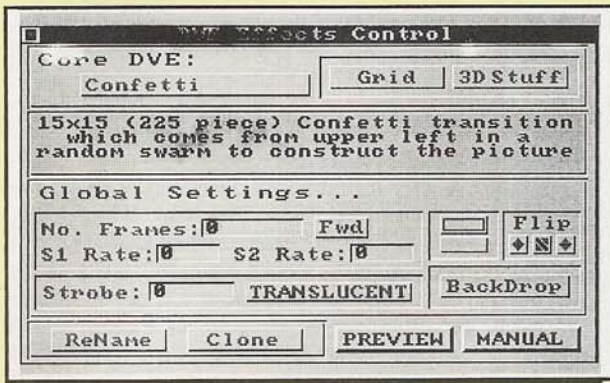 DVE Effects Control
Core DVE:
Confetti
Grid
3D Stuff
15x15 (225 piece) Confetti transition
which comes from upper left in a
random swarm to construct the picture
Global Settings...
No. Frames:0
Fwd
Flip
S1 Rate:0
S2 Rate:0
Strobe:0
TRANSLUCENT
BackDrop
ReName
Clone
PREVIEW
MANUAL